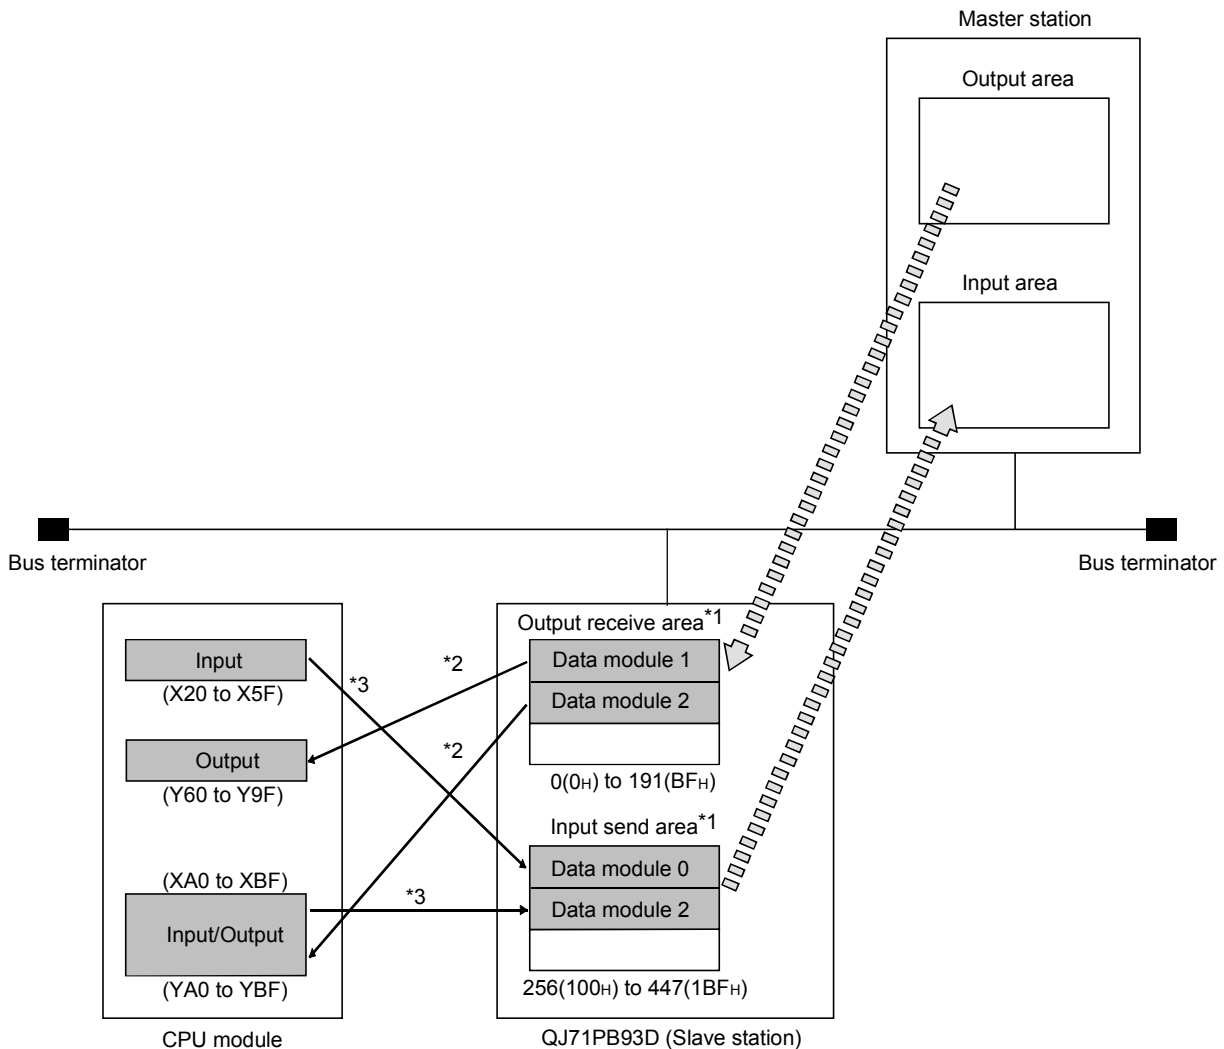 Master station
Output area
Input area
Bus terminator
Bus terminator
Input
(X20 to X5F)
Output
(Y60 to Y9F)
(XA0 to XBF)
Input/Output
(YA0 to YBF)
CPU module
*2
*3
*2
*3
Output receive area*1
Data module 1
Data module 2
0(0H) to 191(BFH)
Input send area*1
Data module 0
Data module 2
256(100H) to 447(1BFH)
QJ71PB93D (Slave station)